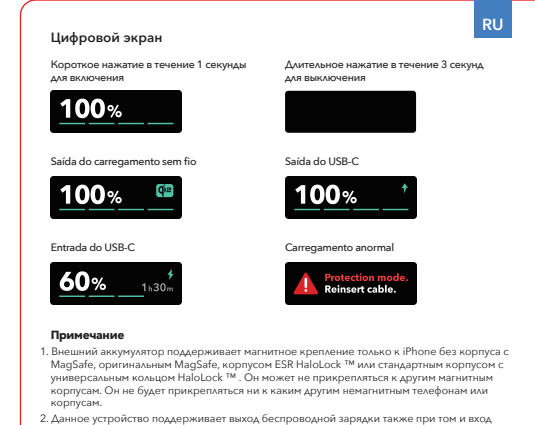 RU
Цифровой экран
Короткое нажатие в течение 1 секунды
для включения
Длительное нажатие в течение 3 секунд
для выключения
100%
Saída do carregamento sem fio
Saída do USB-C
100%
Qi2
100%
Entrada do USB-C
Carregamento anormal
60%
1h30m
Protection mode.
Reinsert cable.
Примечание
1. Внешний аккумулятор поддерживает магнитное крепление только к iPhone без корпуса с
MagSafe, оригинальным MagSafe, корпусом ESR HaloLock ™ или стандартным корпусом с
универсальным кольцом HaloLock ™ . Он может не прикрепляться к другим магнитным
корпусам. Он не будет прикрепляться ни к каким другим немагнитным телефонам или
корпусам.
2. Данное устройство поддерживает выход беспроводной зарядки также при том и вход